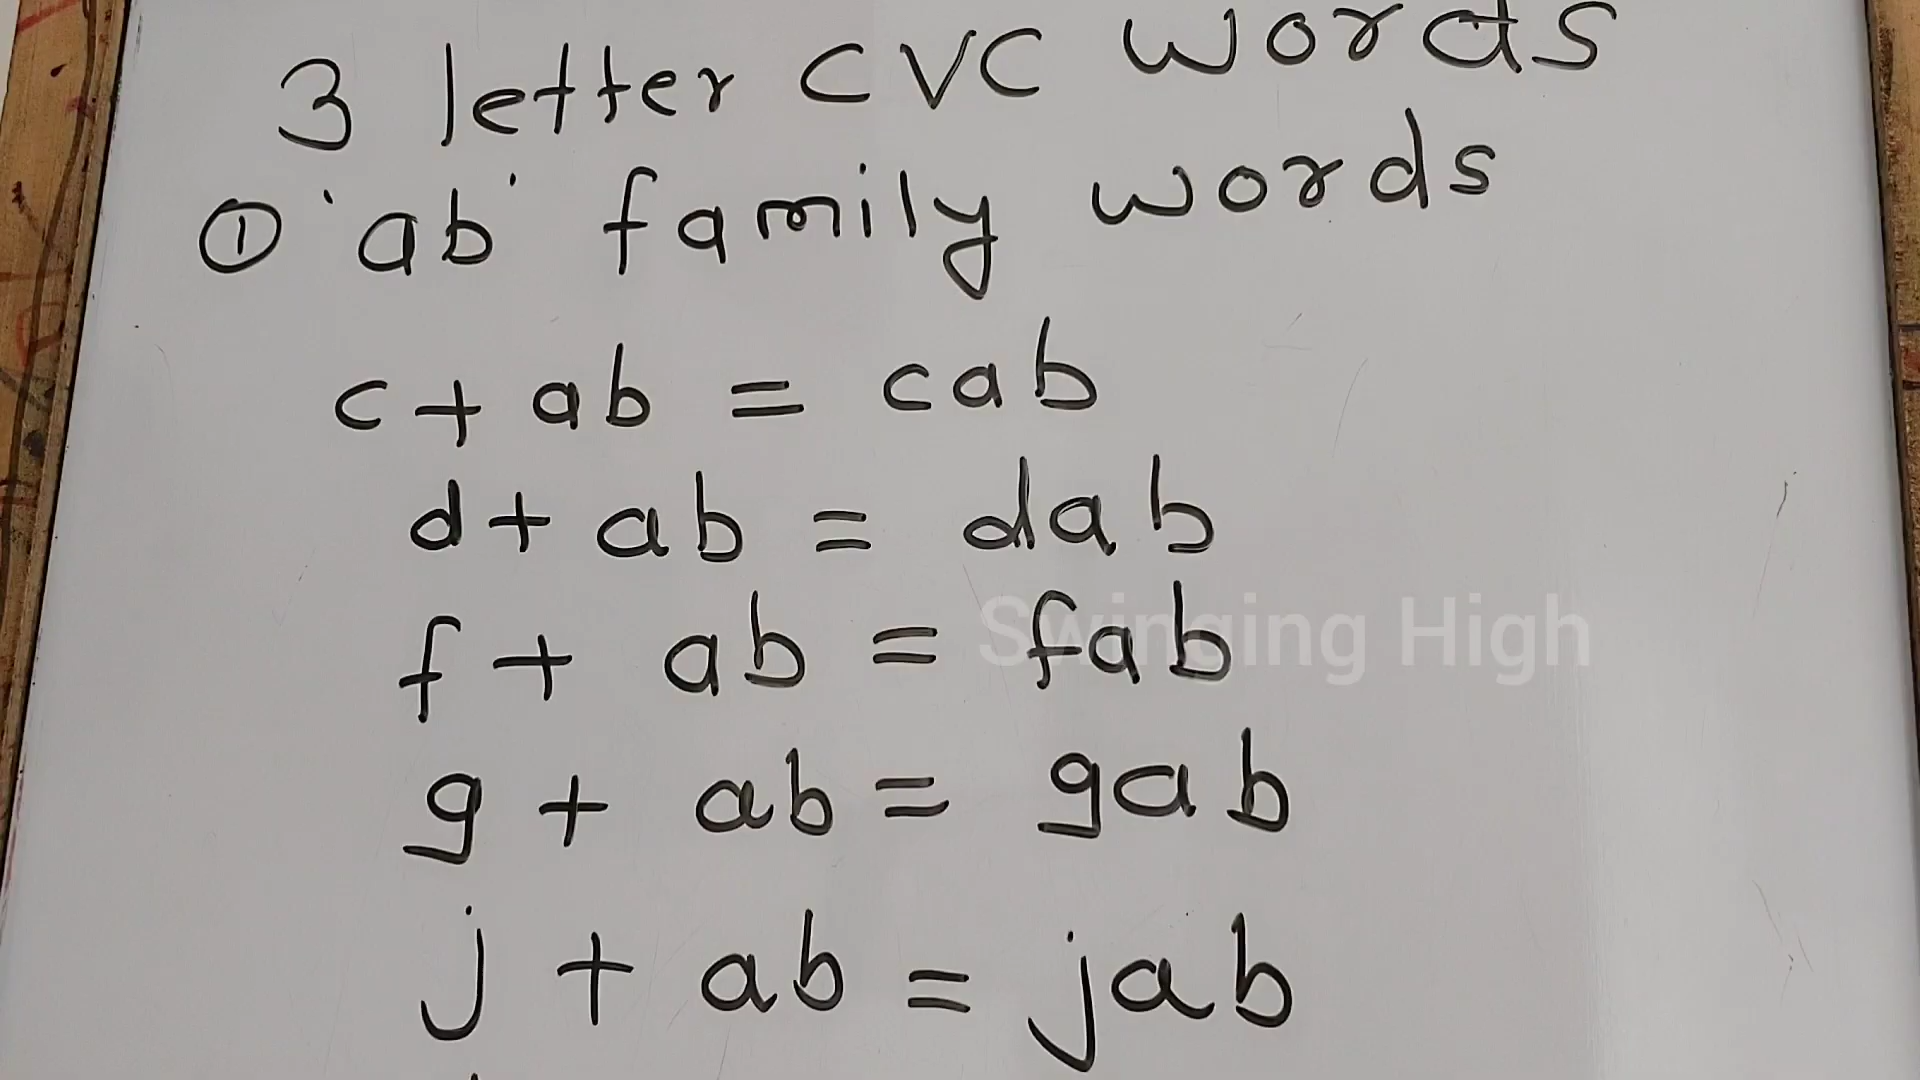 3 letter CVC words
① 'ab' family words
c + ab = cab
d + ab = dab
f + ab = fab
Swinging High
g + ab = gab
j + ab = jab